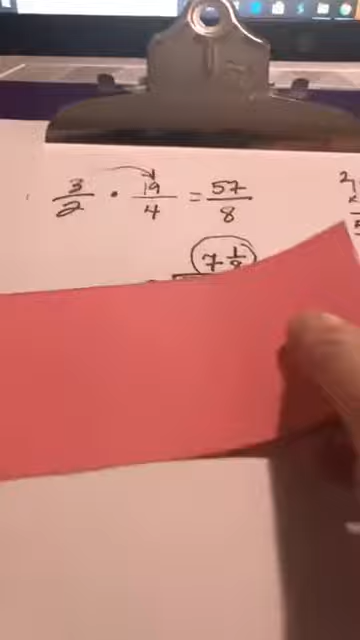 3/2 · 19/4 = 57/8
7 1/8